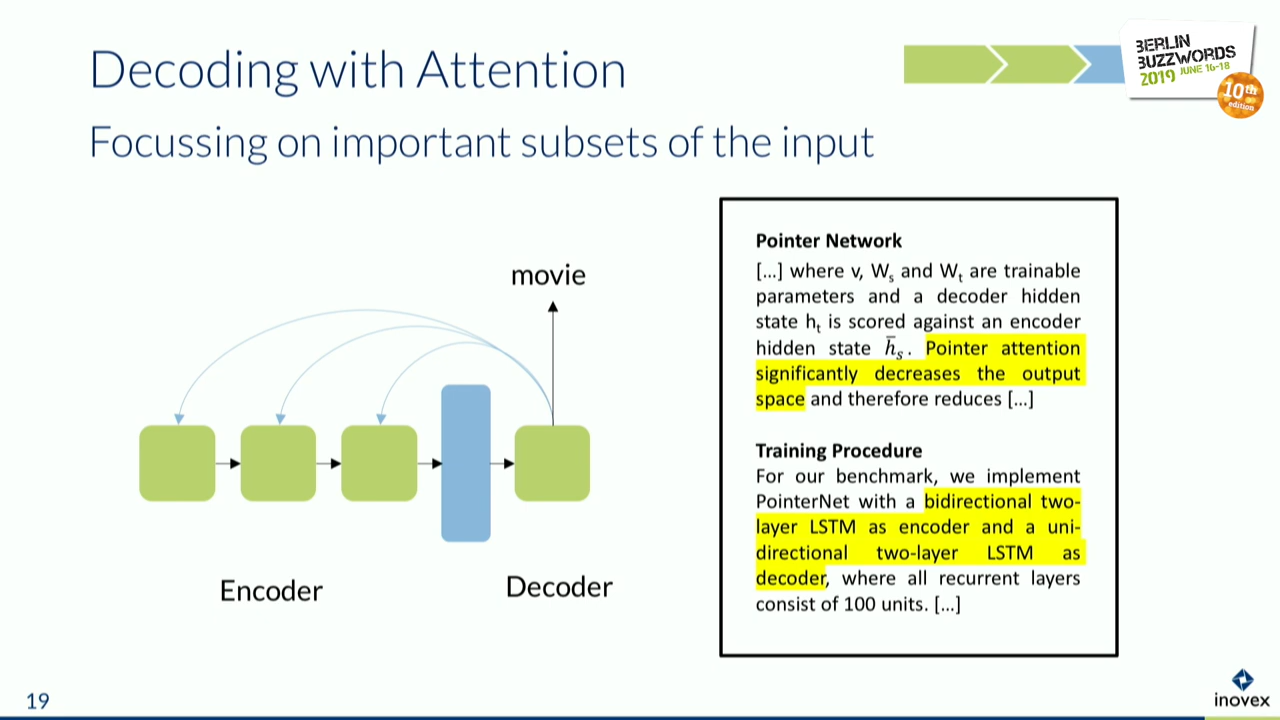 Decoding with Attention
Focussing on important subsets of the input
BERLIN
BUZZWORDS
2019 JUNE 16-18
10th
edition
movie
Encoder
Decoder
Pointer Network
[...] where v, Wₛ and Wₜ are trainable
parameters and a decoder hidden
state hₜ is scored against an encoder
hidden state h̄ₛ. Pointer attention
significantly decreases the output
space and therefore reduces [...]
Training Procedure
For our benchmark, we implement
PointerNet with a bidirectional two-
layer LSTM as encoder and a uni-
directional two-layer LSTM as
decoder, where all recurrent layers
consist of 100 units. [...]
19
inovex